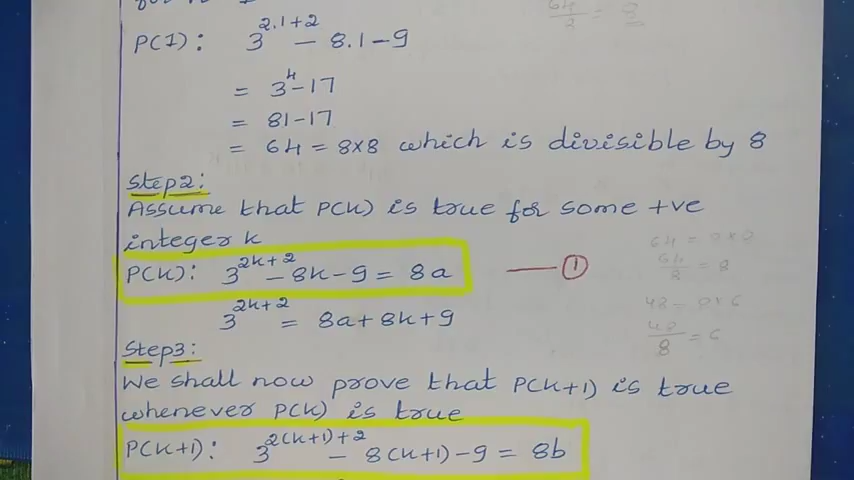 P(1): 3^{2.1+2} - 8.1-9
= 3^4-17
= 81-17
= 64 = 8×8 which is divisible by 8
Step2:
Assume that P(k) is true for some +ve
integer k
P(k): 3^{2k+2} - 8k-9 = 8a —— ①
3^{2k+2} = 8a+8k+9
Step3:
We shall now prove that P(k+1) is true
whenever P(k) is true
P(k+1): 3^{2(k+1)+2} - 8(k+1)-9 = 8b